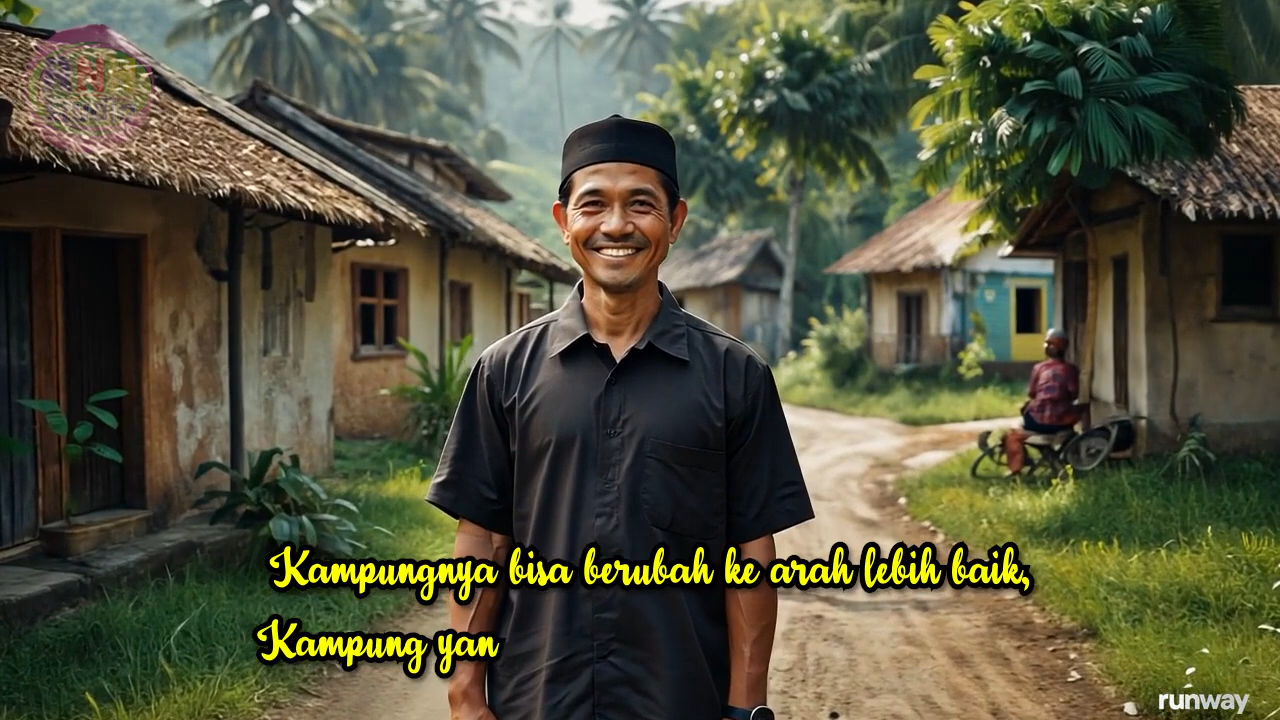 Kampungnya bisa berubah ke arah lebih baik,
Kampung yan
runway